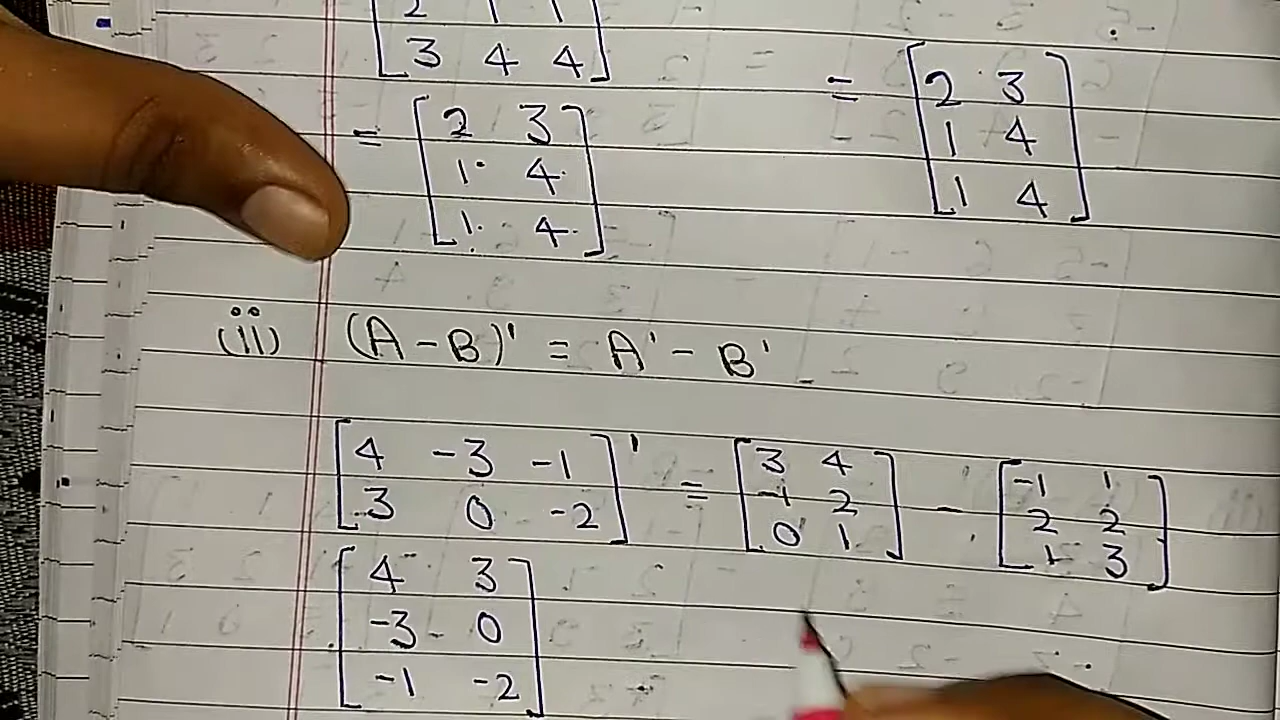 2 1 1
3 4 4
= 2 3
1 4
1 4
= 2 3
1 4
1 4
(ii) (A - B)' = A' - B'
[4 -3 -1
3 0 -2]' = [3 4
-1 2
0 1] - [-1 1
2 2
1 3]
[4 3
-3 0
-1 -2]